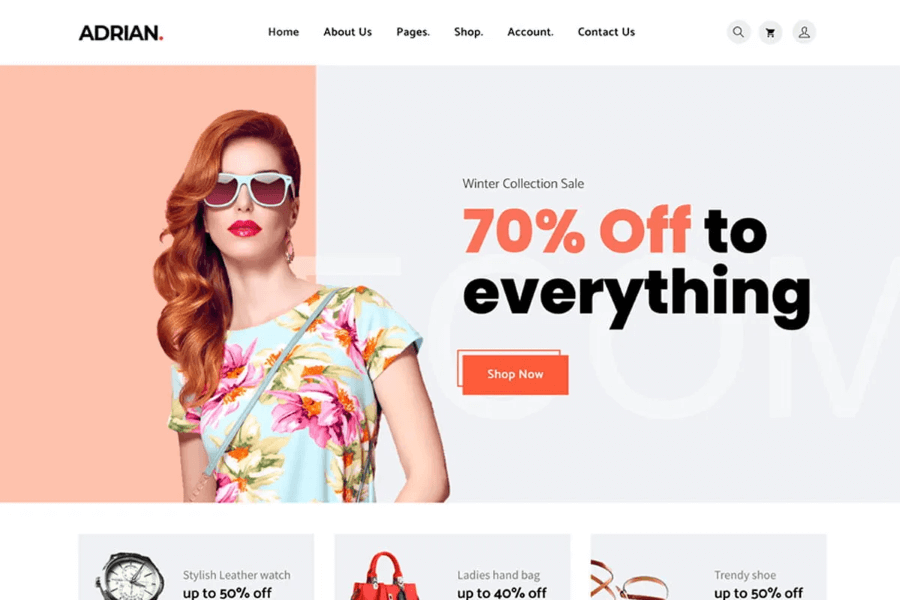 ADRIAN.
Home About Us Pages. Shop. Account. Contact Us
Winter Collection Sale
70% Off to
everything
Shop Now
Stylish Leather watch
up to 50% off
Ladies hand bag
up to 40% off
Trendy shoe
up to 50% off